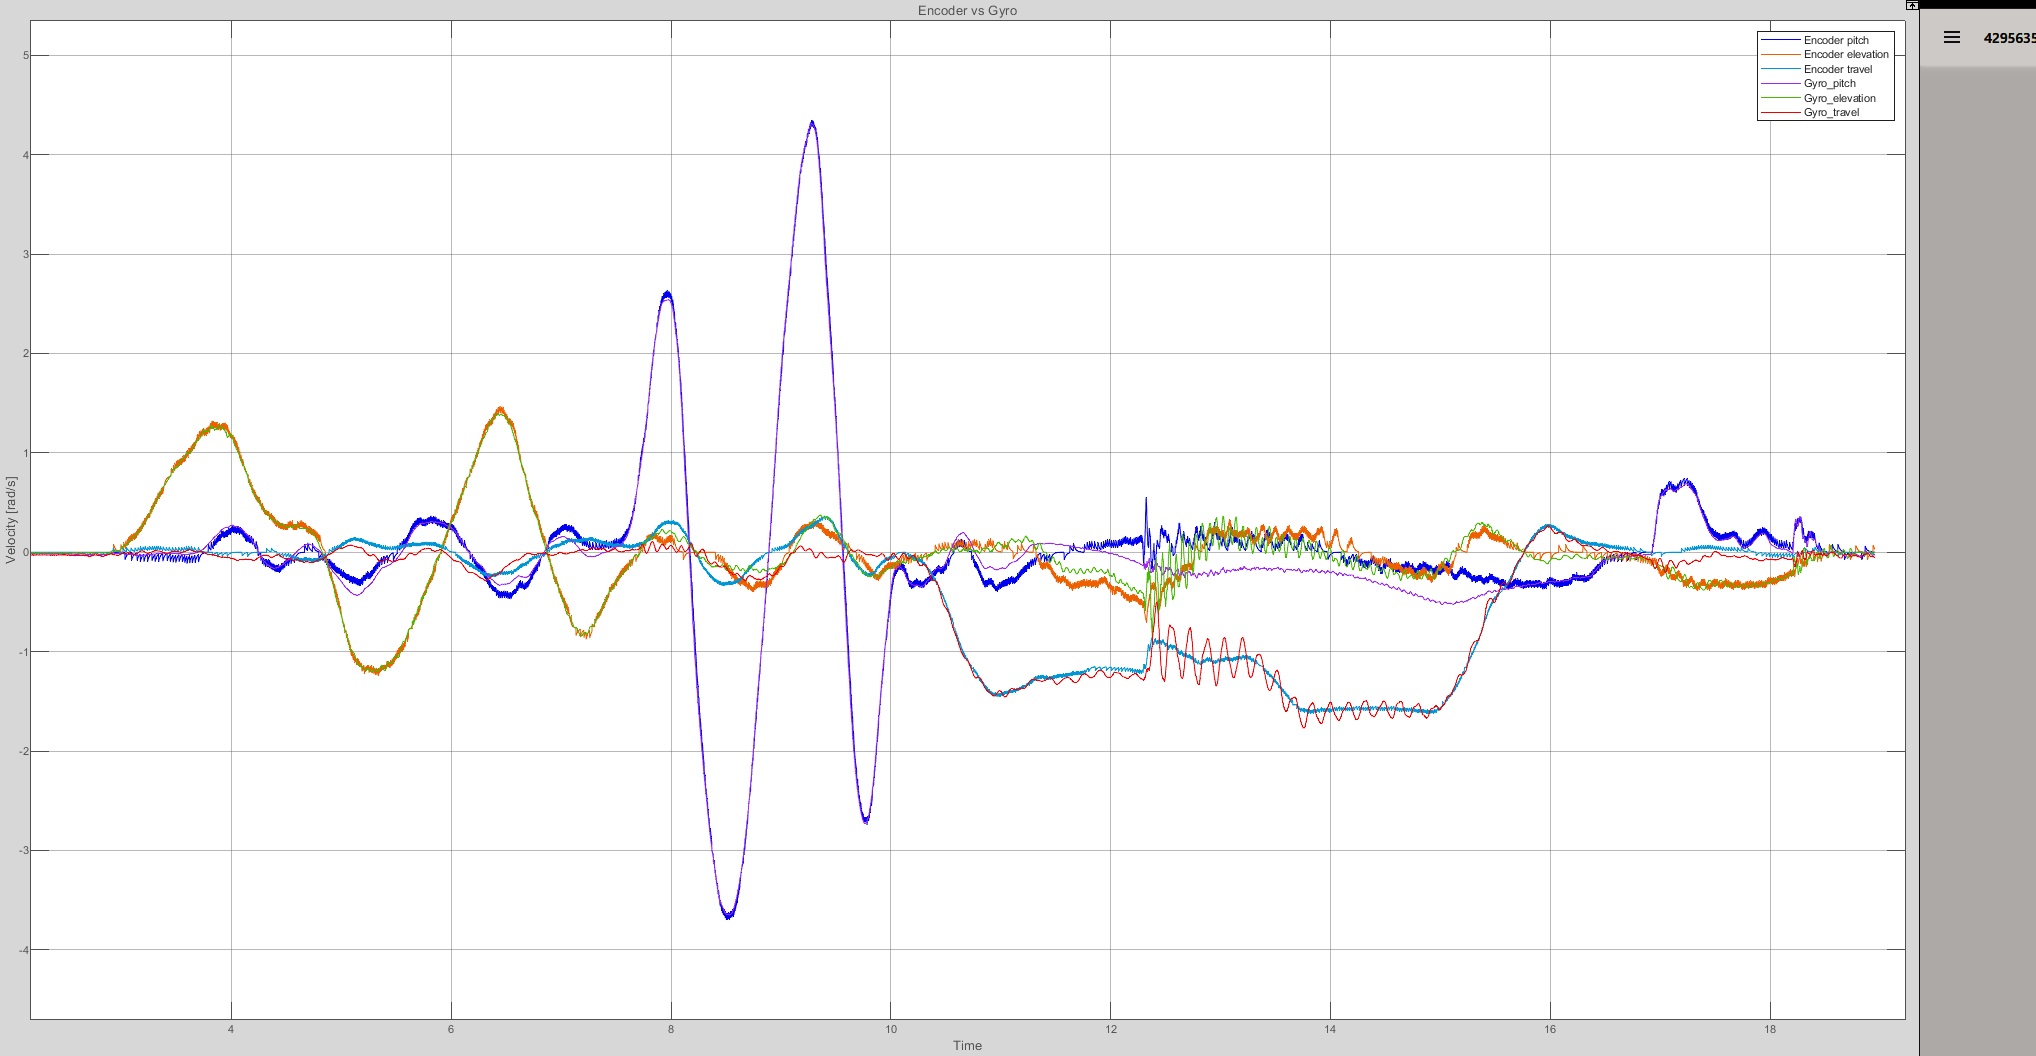 Encoder vs Gyro
4295635
Encoder pitch
Encoder elevation
Encoder travel
Gyro_pitch
Gyro_elevation
Gyro_travel
5
4
3
2
1
0
-1
-2
-3
-4
Velocity [rad/s]
4 6 8 10 12 14 16 18
Time